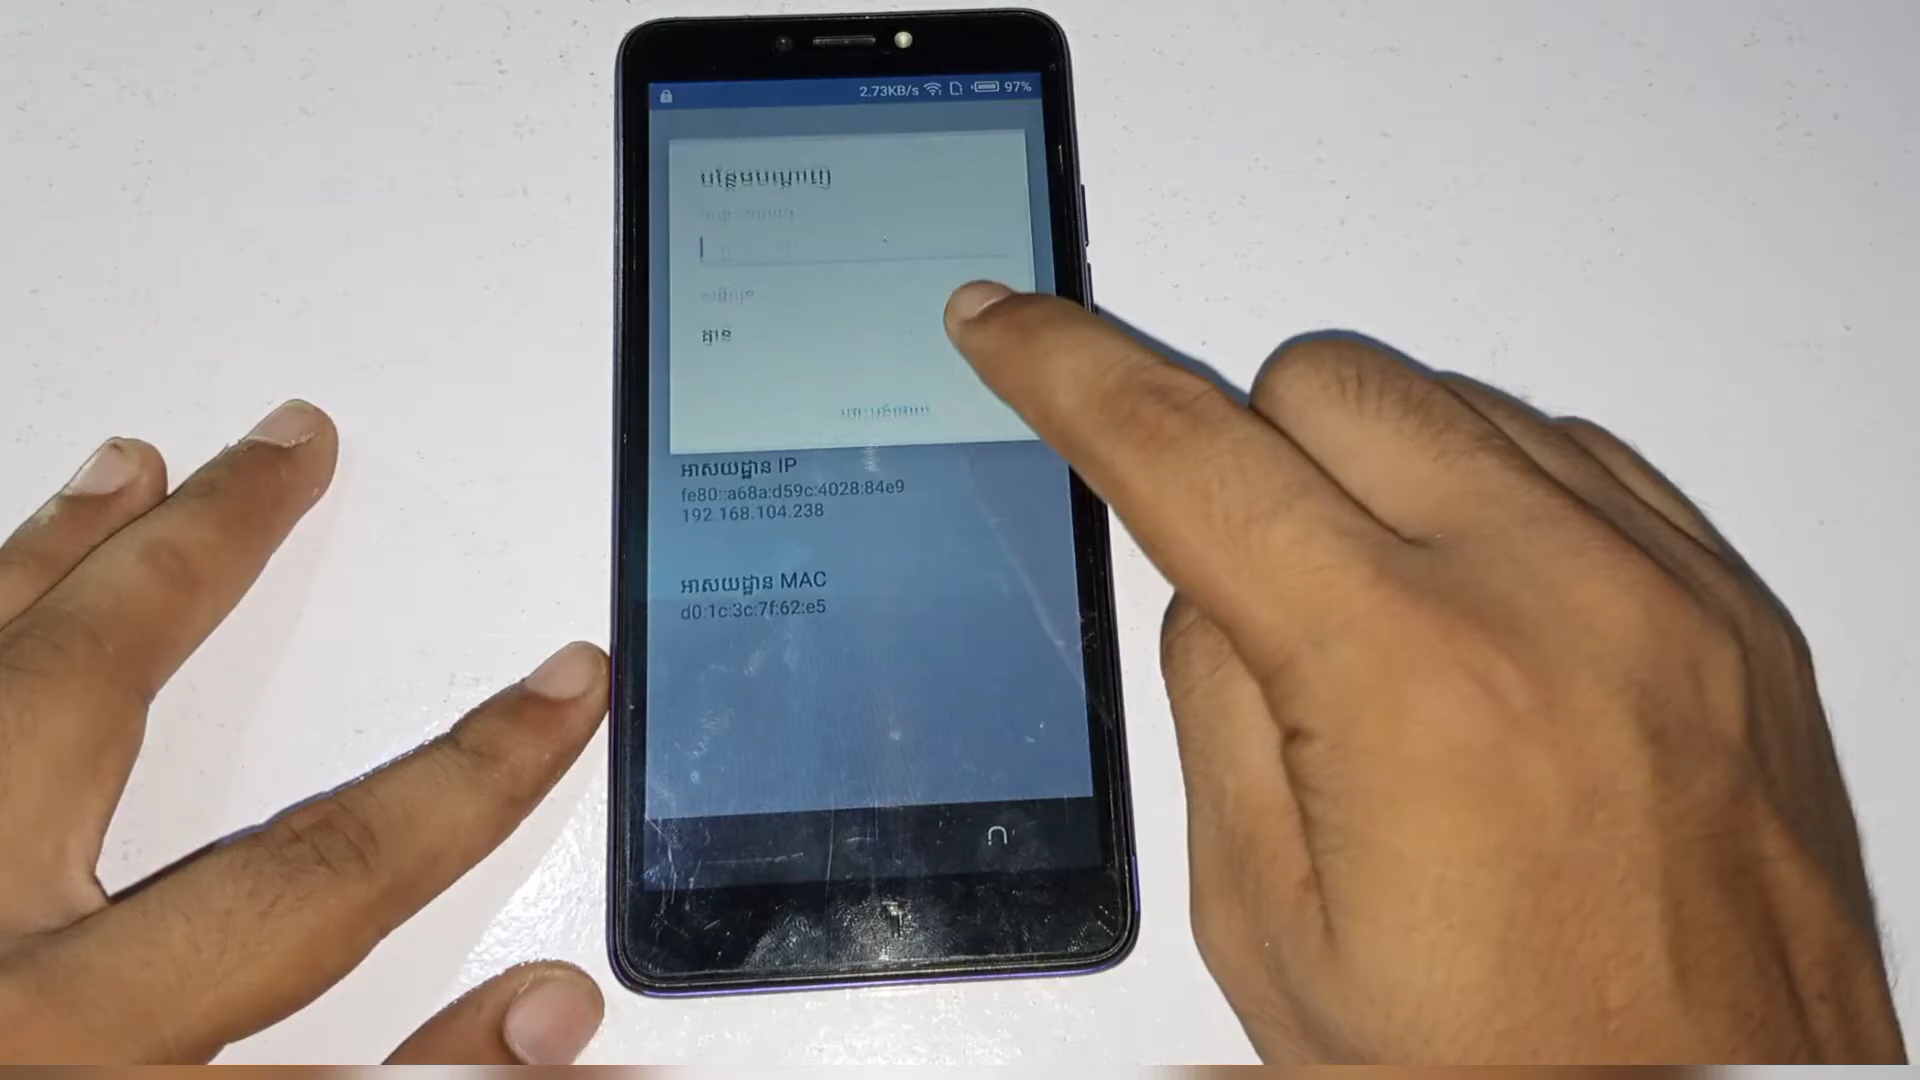 2.73KB/s 97%
បន្ថែមបណ្ដាញ
គ្មាន
អាសយដ្ឋាន IP
fe80::a68a:d59c:4028:84e9
192.168.104.238
អាសយដ្ឋាន MAC
d0:1c:3c:7f:62:e5